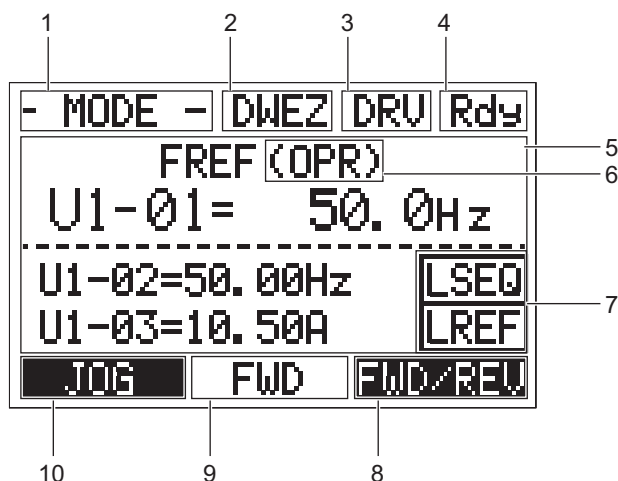 1 2 3 4
- MODE - DWEZ DRV Rdy
5
FREF (OPR)
6
U1-01= 50.0Hz
U1-02=50.00Hz LSEQ
7
U1-03=10.50A LREF
JOG FWD FWD/REV
10 9 8